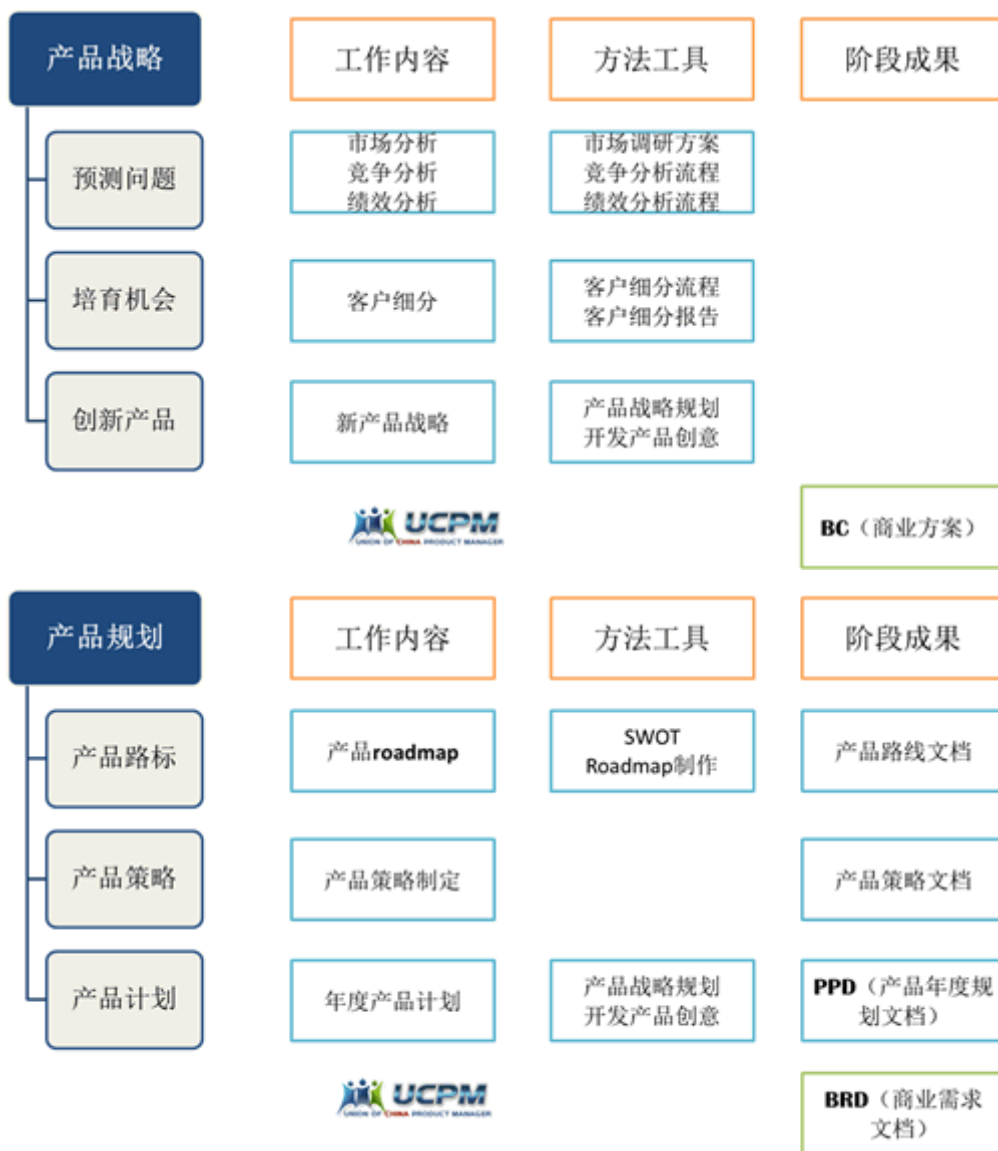 产品战略
工作内容
方法工具
阶段成果
预测问题
市场分析
竞争分析
绩效分析
市场调研方案
竞争分析流程
绩效分析流程
培育机会
客户细分
客户细分流程
客户细分报告
创新产品
新产品战略
产品战略规划
开发产品创意
UCPM
UNION OF CHINA PRODUCT MANAGER
BC（商业方案）
产品规划
工作内容
方法工具
阶段成果
产品路标
产品roadmap
SWOT
Roadmap制作
产品路线文档
产品策略
产品策略制定
产品策略文档
产品计划
年度产品计划
产品战略规划
开发产品创意
PPD（产品年度规
划文档）
UCPM
UNION OF CHINA PRODUCT MANAGER
BRD（商业需求
文档）